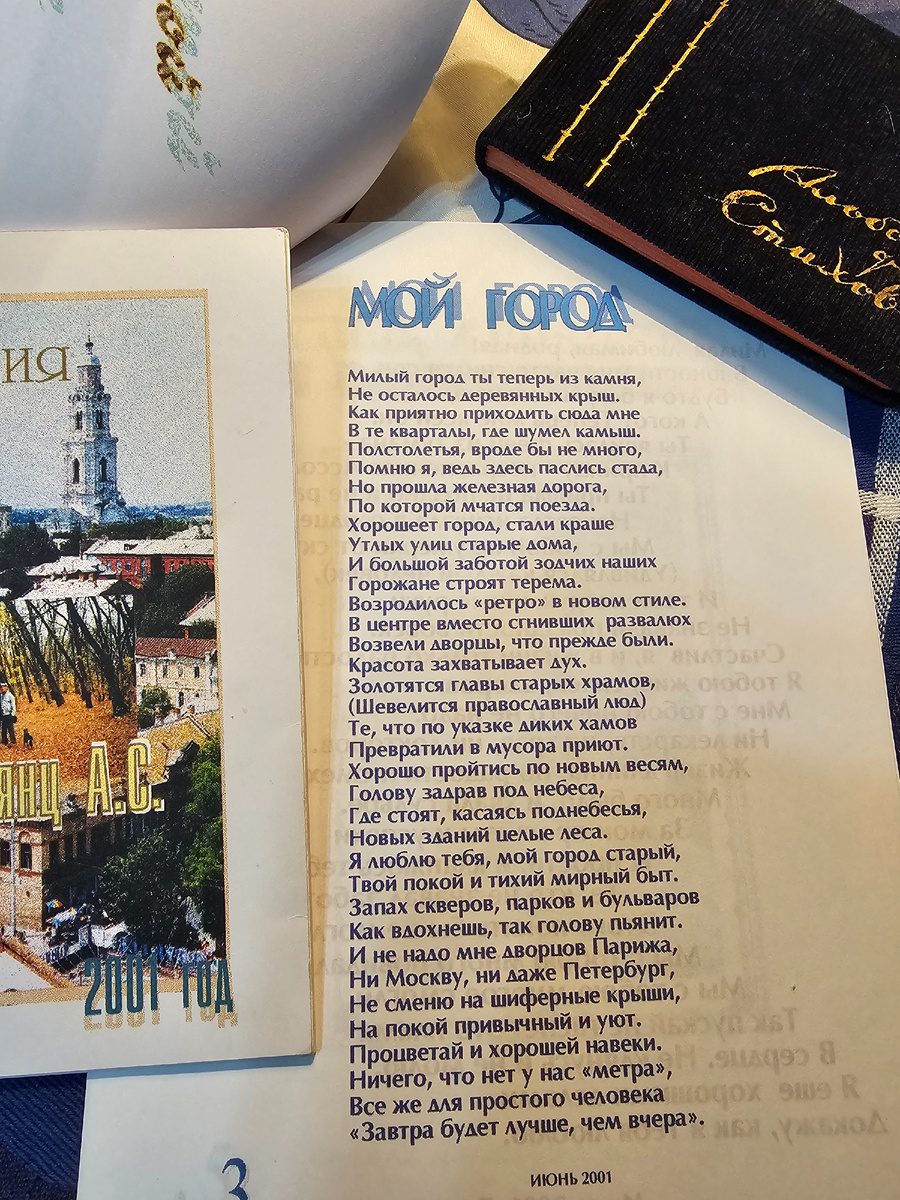 Альбо
Стихов
ИЯ
ЯНЦ А.С.
2001 ГОД
МОЙ ГОРОД
Милый город ты теперь из камня,
Не осталось деревянных крыш.
Как приятно приходить сюда мне
В те кварталы, где шумел камыш.
Полстолетья, вроде бы не много,
Помню я, ведь здесь паслись стада,
Но прошла железная дорога,
По которой мчатся поезда.
Хорошеет город, стали краше
Утлых улиц старые дома,
И большой заботой зодчих наших
Горожане строят терема.
Возродилось «ретро» в новом стиле.
В центре вместо сгнивших развалюх
Возвели дворцы, что прежде были.
Красота захватывает дух.
Золотятся главы старых храмов,
(Шевелится православный люд)
Те, что по указке диких хамов
Превратили в мусора приют.
Хорошо пройтись по новым весям,
Голову задрав под небеса,
Где стоят, касаясь поднебесья,
Новых зданий целые леса.
Я люблю тебя, мой город старый,
Твой покой и тихий мирный быт.
Запах скверов, парков и бульваров
Как вдохнешь, так голову пьянит.
И не надо мне дворцов Парижа,
Ни Москву, ни даже Петербург,
Не сменю на шиферные крыши,
На покой привычный и уют.
Процветай и хорошей навеки.
Ничего, что нет у нас «метра»,
Все же для простого человека
«Завтра будет лучше, чем вчера».
ИЮНЬ 2001
3